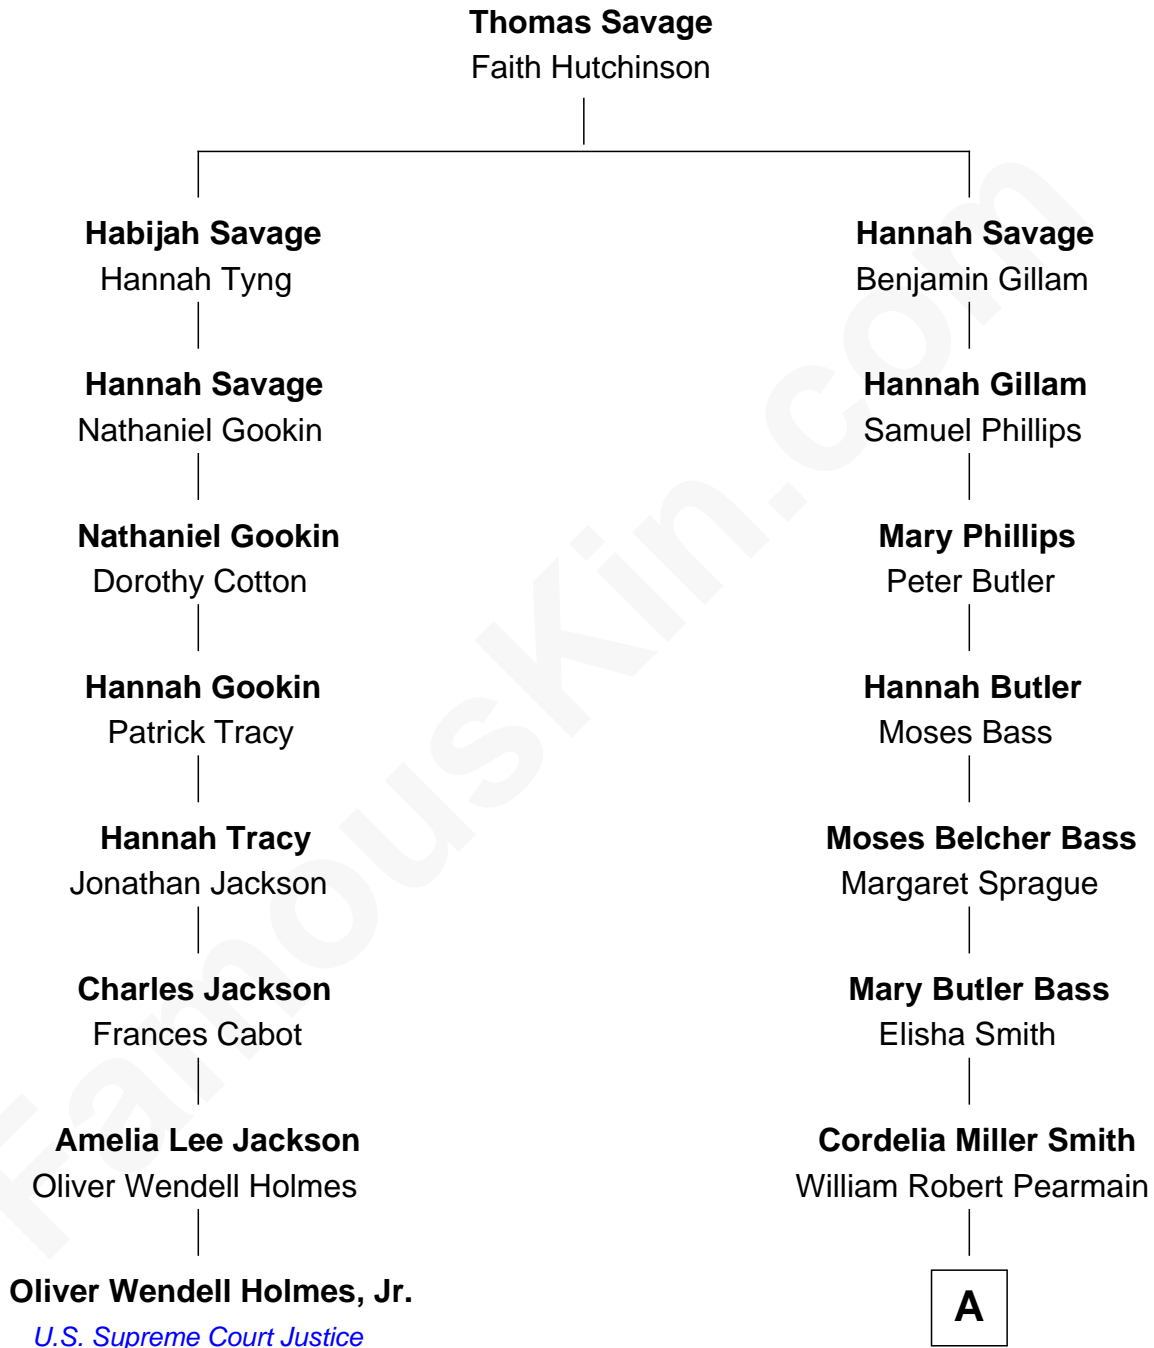 Thomas Savage
Faith Hutchinson
Habijah Savage
Hannah Tyng
Hannah Savage
Benjamin Gillam
Hannah Savage
Nathaniel Gookin
Hannah Gillam
Samuel Phillips
Nathaniel Gookin
Dorothy Cotton
Mary Phillips
Peter Butler
Hannah Gookin
Patrick Tracy
Hannah Butler
Moses Bass
Hannah Tracy
Jonathan Jackson
Moses Belcher Bass
Margaret Sprague
Charles Jackson
Frances Cabot
Mary Butler Bass
Elisha Smith
Amelia Lee Jackson
Oliver Wendell Holmes
Cordelia Miller Smith
William Robert Pearmain
Oliver Wendell Holmes, Jr.
U.S. Supreme Court Justice
A
FamousKin.com